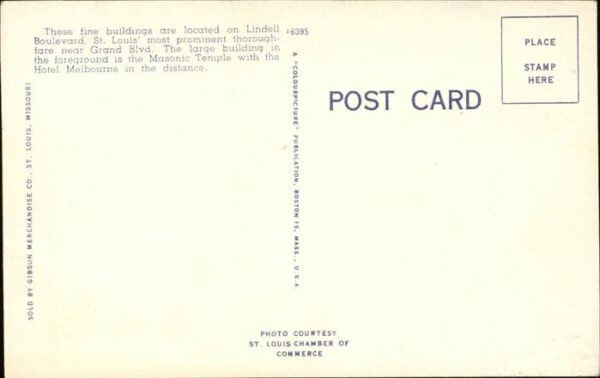 These fine buildings are located on Lindell
Boulevard, St. Louis' most prominent thorough-
fare near Grand Blvd. The large building in
the foreground is the Masonic Temple with the
Hotel Melbourne in the distance.
16395
PLACE
STAMP
HERE
POST CARD
A "COLOURPICTURE" PUBLICATION, BOSTON 15, MASS., U.S.A
SOLD BY GIBSON MERCHANDISE CO., ST. LOUIS, MISSOURI
PHOTO COURTESY
ST. LOUIS CHAMBER OF
COMMERCE